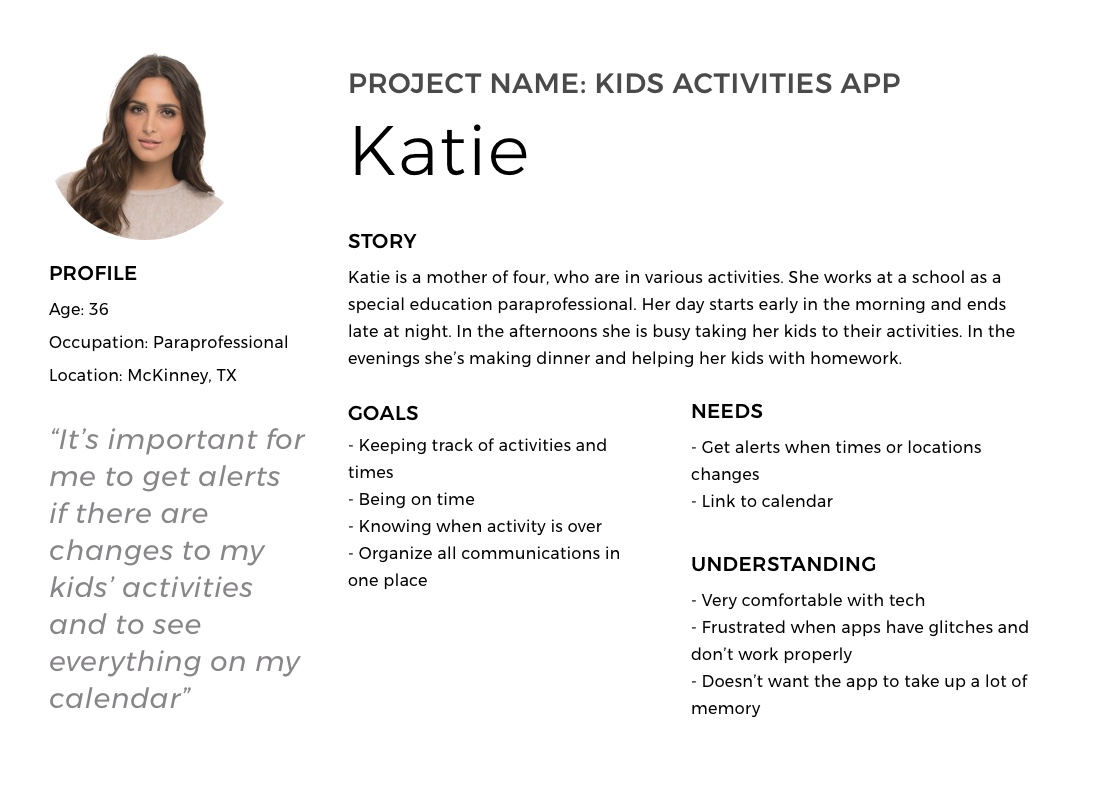 PROJECT NAME: KIDS ACTIVITIES APP
Katie
PROFILE
Age: 36
Occupation: Paraprofessional
Location: McKinney, TX
“It’s important for
me to get alerts
if there are
changes to my
kids’ activities
and to see
everything on my
calendar”
STORY
Katie is a mother of four, who are in various activities. She works at a school as a
special education paraprofessional. Her day starts early in the morning and ends
late at night. In the afternoons she is busy taking her kids to their activities. In the
evenings she’s making dinner and helping her kids with homework.
GOALS
- Keeping track of activities and
times
- Being on time
- Knowing when activity is over
- Organize all communications in
one place
NEEDS
- Get alerts when times or locations
changes
- Link to calendar
UNDERSTANDING
- Very comfortable with tech
- Frustrated when apps have glitches and
don’t work properly
- Doesn’t want the app to take up a lot of
memory